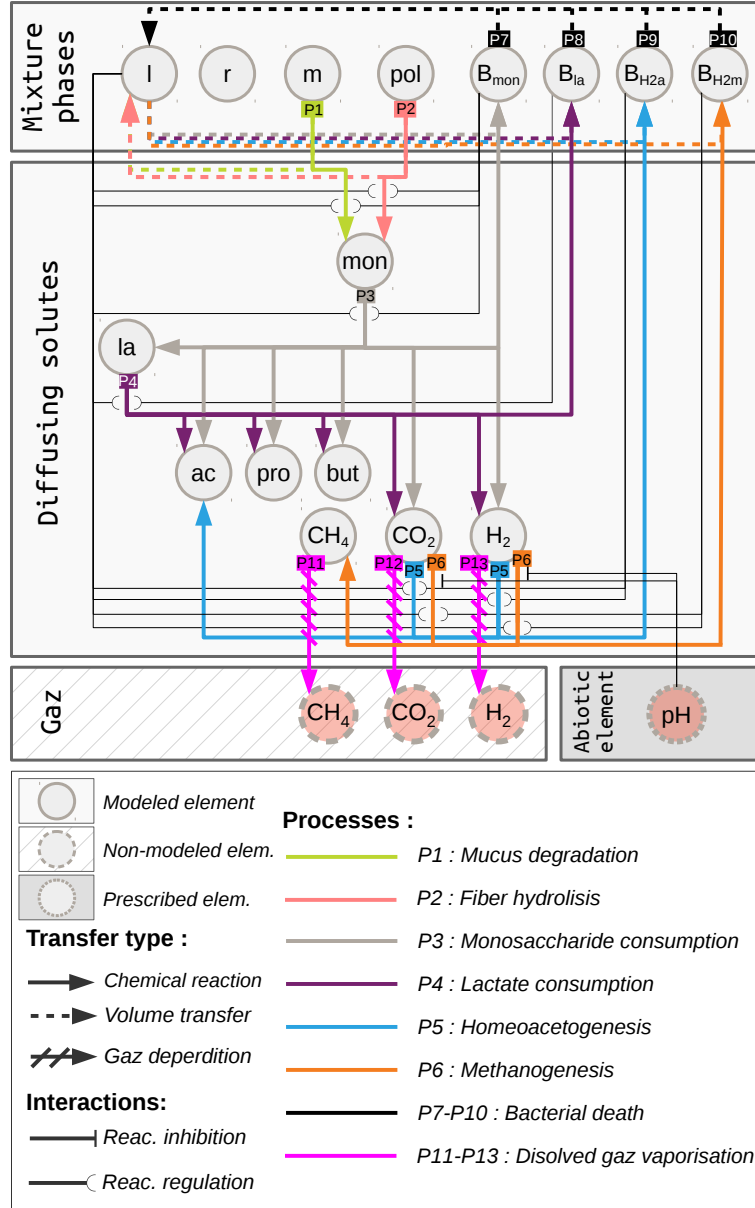 P7 P8 P9 P10
Mixture
phases
l r m pol Bmon Bla BH2a BH2m
P1 P2
Diffusing solutes
mon
P3
la
P4
ac pro but
CH4 CO2 H2
P11 P12 P5 P6 P13 P5 P6
Gaz
CH4 CO2 H2
Abiotic
element
pH
Modeled element
Non-modeled elem.
Prescribed elem.
Transfer type :
Chemical reaction
Volume transfer
Gaz deperdition
Interactions:
Reac. inhibition
Reac. regulation
Processes :
P1 : Mucus degradation
P2 : Fiber hydrolisis
P3 : Monosaccharide consumption
P4 : Lactate consumption
P5 : Homeoacetogenesis
P6 : Methanogenesis
P7-P10 : Bacterial death
P11-P13 : Disolved gaz vaporisation